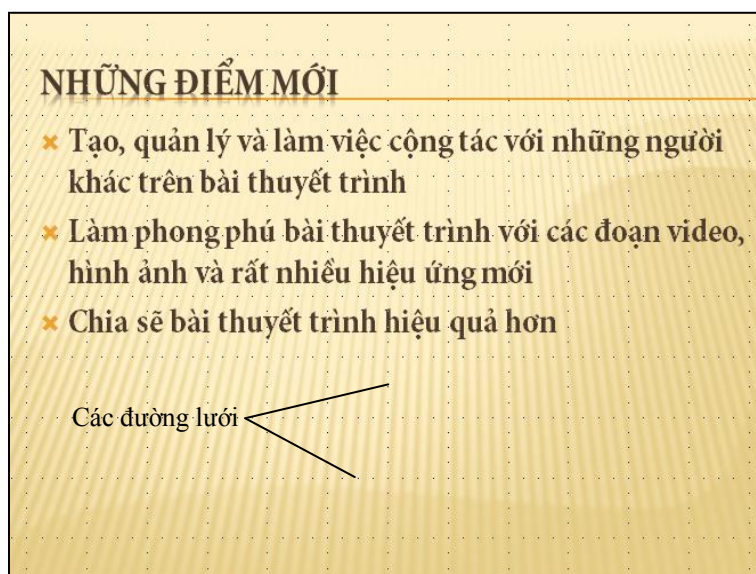 NHỮNG ĐIỂM MỚI
Tạo, quản lý và làm việc cộng tác với những người
khác trên bài thuyết trình
Làm phong phú bài thuyết trình với các đoạn video,
hình ảnh và rất nhiều hiệu ứng mới
Chia sẽ bài thuyết trình hiệu quả hơn
Các đường lưới